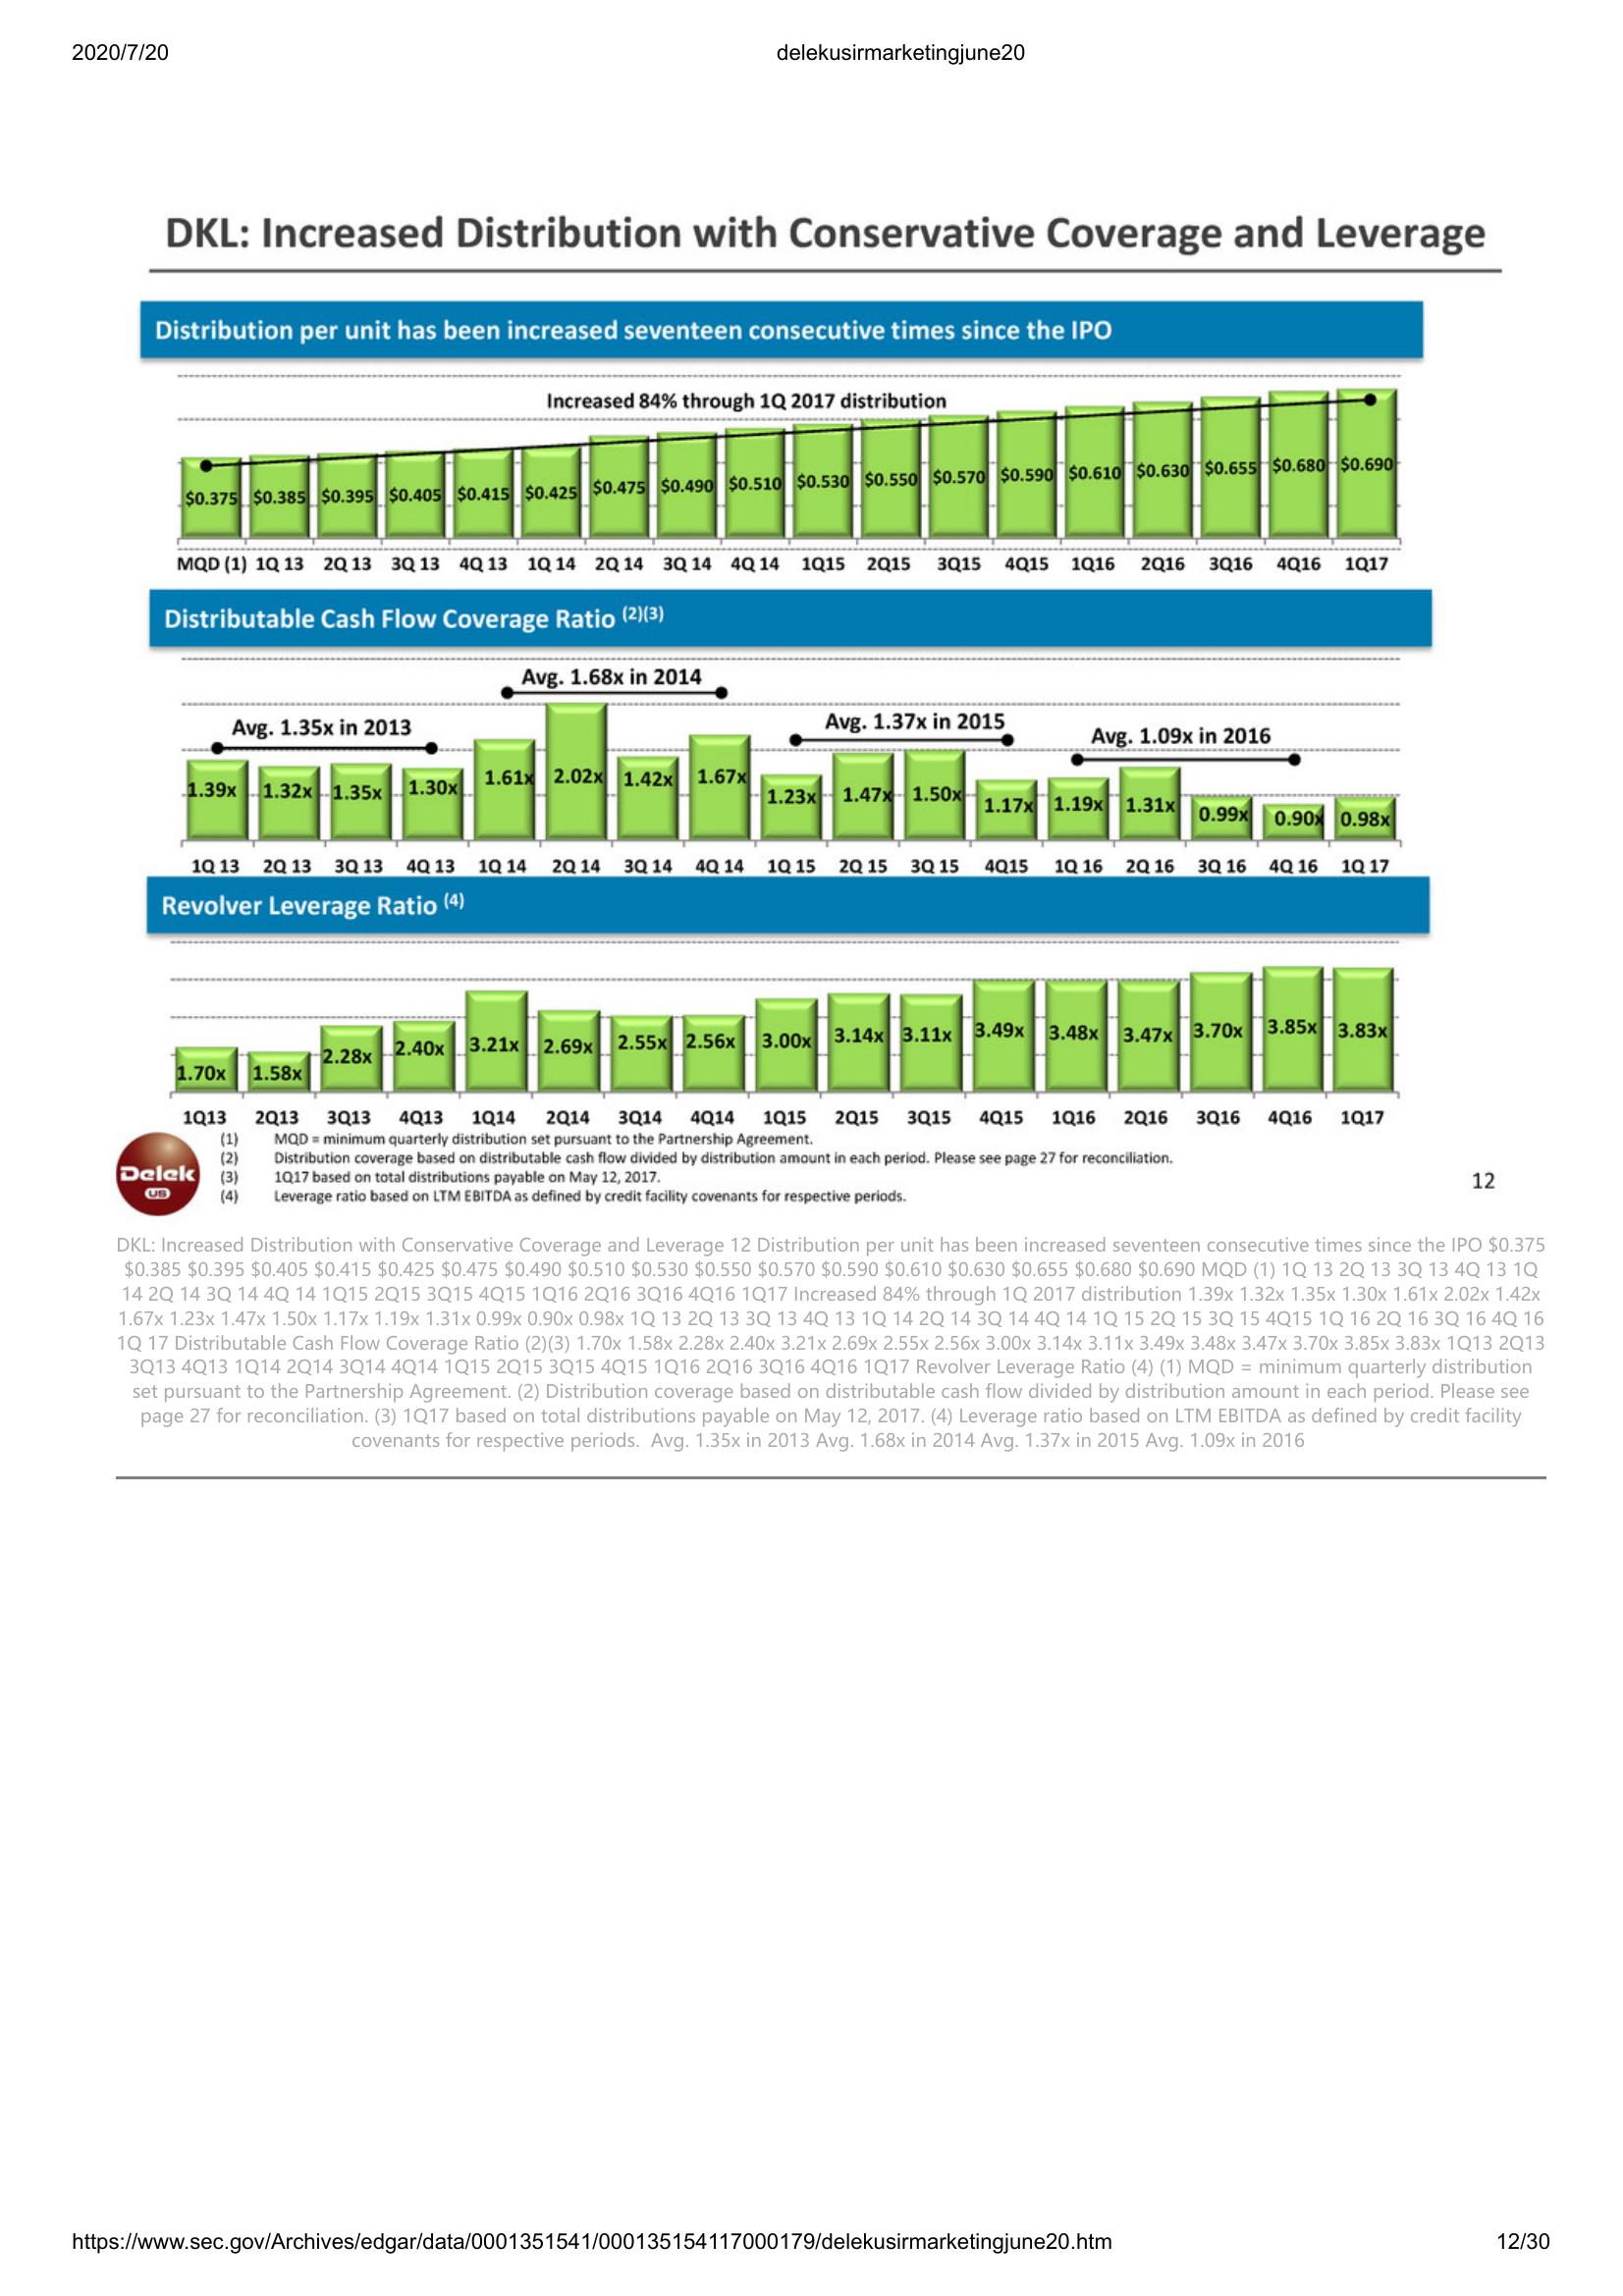 2020/7/20 delekusirmarketingjune20
DKL: Increased Distribution with Conservative Coverage and Leverage
Distribution per unit has been increased seventeen consecutive times since the IPO
Increased 84% through 1Q 2017 distribution
$0.375 $0.385 $0.395 $0.405 $0.415 $0.425 $0.475 $0.490 $0.510 $0.530 $0.550 $0.570 $0.590 $0.610 $0.630 $0.655 $0.680 $0.690
MQD (1) 1Q 13 2Q 13 3Q 13 4Q 13 1Q 14 2Q 14 3Q 14 4Q 14 1Q15 2Q15 3Q15 4Q15 1Q16 2Q16 3Q16 4Q16 1Q17
Distributable Cash Flow Coverage Ratio (2)(3)
Avg. 1.35x in 2013 Avg. 1.68x in 2014 Avg. 1.37x in 2015 Avg. 1.09x in 2016
1.39x 1.32x 1.35x 1.30x 1.61x 2.02x 1.42x 1.67x 1.23x 1.47x 1.50x 1.17x 1.19x 1.31x 0.99x 0.90x 0.98x
1Q 13 2Q 13 3Q 13 4Q 13 1Q 14 2Q 14 3Q 14 4Q 14 1Q 15 2Q 15 3Q 15 4Q15 1Q 16 2Q 16 3Q 16 4Q 16 1Q 17
Revolver Leverage Ratio (4)
1.70x 1.58x 2.28x 2.40x 3.21x 2.69x 2.55x 2.56x 3.00x 3.14x 3.11x 3.49x 3.48x 3.47x 3.70x 3.85x 3.83x
1Q13 2Q13 3Q13 4Q13 1Q14 2Q14 3Q14 4Q14 1Q15 2Q15 3Q15 4Q15 1Q16 2Q16 3Q16 4Q16 1Q17
Delek
US
(1) MQD = minimum quarterly distribution set pursuant to the Partnership Agreement.
(2) Distribution coverage based on distributable cash flow divided by distribution amount in each period. Please see page 27 for reconciliation.
(3) 1Q17 based on total distributions payable on May 12, 2017.
(4) Leverage ratio based on LTM EBITDA as defined by credit facility covenants for respective periods.
12
DKL: Increased Distribution with Conservative Coverage and Leverage 12 Distribution per unit has been increased seventeen consecutive times since the IPO $0.375
$0.385 $0.395 $0.405 $0.415 $0.425 $0.475 $0.490 $0.510 $0.530 $0.550 $0.570 $0.590 $0.610 $0.630 $0.655 $0.680 $0.690 MQD (1) 1Q 13 2Q 13 3Q 13 4Q 13 1Q
14 2Q 14 3Q 14 4Q 14 1Q15 2Q15 3Q15 4Q15 1Q16 2Q16 3Q16 4Q16 1Q17 Increased 84% through 1Q 2017 distribution 1.39x 1.32x 1.35x 1.30x 1.61x 2.02x 1.42x
1.67x 1.23x 1.47x 1.50x 1.17x 1.19x 1.31x 0.99x 0.90x 0.98x 1Q 13 2Q 13 3Q 13 4Q 13 1Q 14 2Q 14 3Q 14 4Q 14 1Q 15 2Q 15 3Q 15 4Q15 1Q 16 2Q 16 3Q 16 4Q 16
1Q 17 Distributable Cash Flow Coverage Ratio (2)(3) 1.70x 1.58x 2.28x 2.40x 3.21x 2.69x 2.55x 2.56x 3.00x 3.14x 3.11x 3.49x 3.48x 3.47x 3.70x 3.85x 3.83x 1Q13 2Q13
3Q13 4Q13 1Q14 2Q14 3Q14 4Q14 1Q15 2Q15 3Q15 4Q15 1Q16 2Q16 3Q16 4Q16 1Q17 Revolver Leverage Ratio (4) (1) MQD = minimum quarterly distribution
set pursuant to the Partnership Agreement. (2) Distribution coverage based on distributable cash flow divided by distribution amount in each period. Please see
page 27 for reconciliation. (3) 1Q17 based on total distributions payable on May 12, 2017. (4) Leverage ratio based on LTM EBITDA as defined by credit facility
covenants for respective periods. Avg. 1.35x in 2013 Avg. 1.68x in 2014 Avg. 1.37x in 2015 Avg. 1.09x in 2016
https://www.sec.gov/Archives/edgar/data/0001351541/000135154117000179/delekusirmarketingjune20.htm 12/30